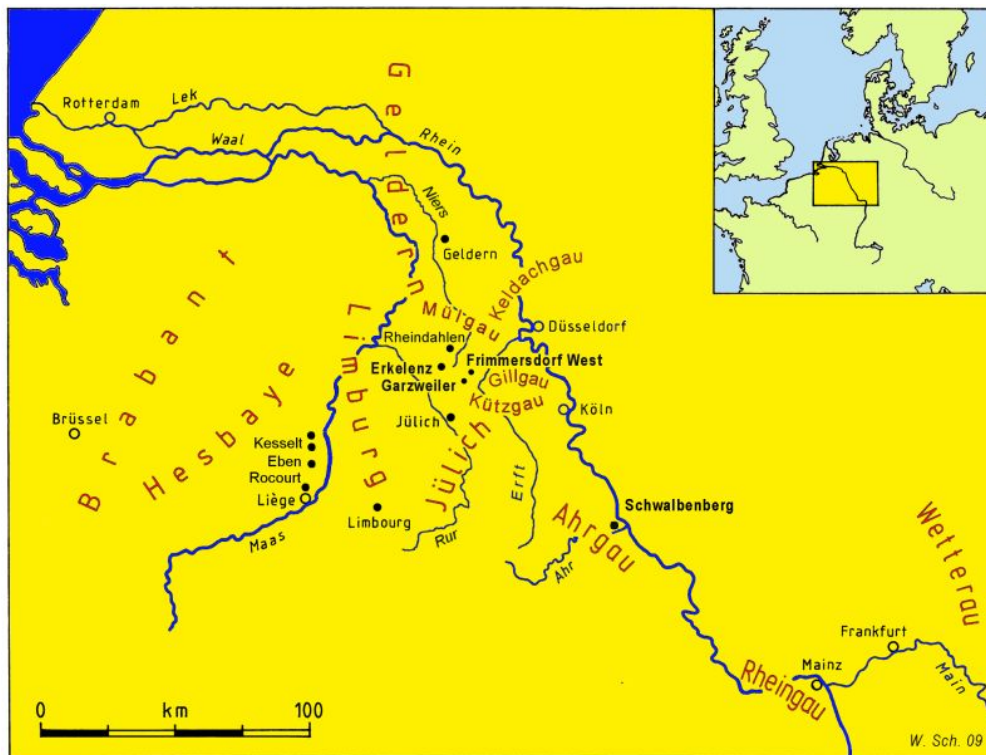 Geldern
Rotterdam
Lek
Rhein
Waal
Niers
Geldern
Keldachgau
Brabant
Limburg
Mülgau
Düsseldorf
Rheindahlen
Erkelenz
Frimmersdorf West
Garzweiler
Gillgau
Hesbaye
Kützgau
Köln
Brüssel
Jülich
Jülich
Kesselt
Eben
Rocourt
Liège
Erft
Limbourg
Schwalbenberg
Maas
Rur
Ahrgau
Ahr
Wetterau
Frankfurt
Mainz
Main
Rheingau
0 km 100
W. Sch. 09